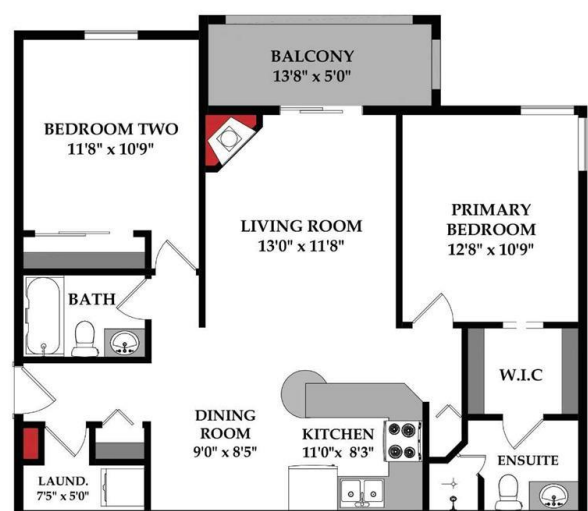 BALCONY
13'8" x 5'0"
BEDROOM TWO
11'8" x 10'9"
LIVING ROOM
13'0" x 11'8"
PRIMARY
BEDROOM
12'8" x 10'9"
BATH
W.I.C
DINING
ROOM
9'0" x 8'5"
KITCHEN
11'0"x 8'3"
ENSUITE
LAUND.
7'5" x 5'0"